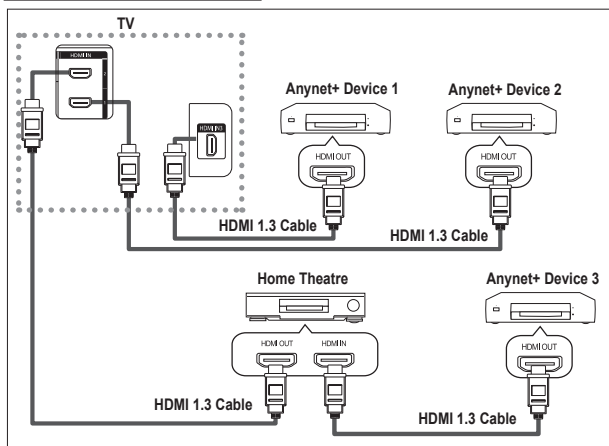 TV
HDMI IN
2
HDMI IN3
Anynet+ Device 1
Anynet+ Device 2
HDMI OUT
HDMI OUT
HDMI 1.3 Cable
HDMI 1.3 Cable
Home Theatre
Anynet+ Device 3
HDMI OUT
HDMI IN
HDMI OUT
HDMI 1.3 Cable
HDMI 1.3 Cable